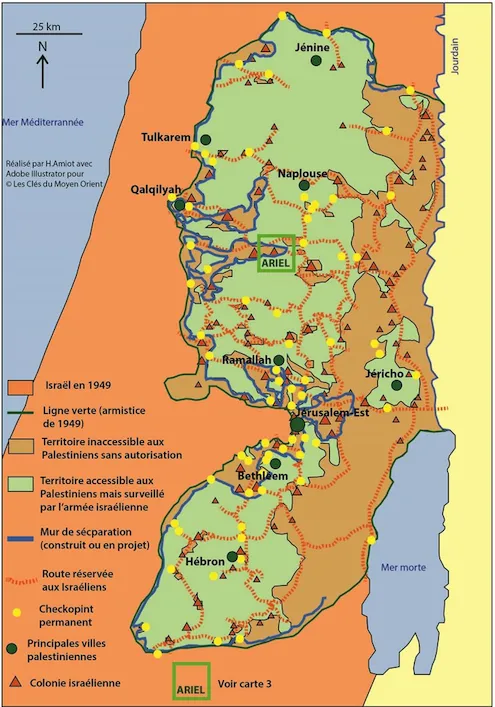 25 km
N
Jénine
Jourdain
Mer Méditerrannée
Tulkarem
Réalisé par H.Amiot avec
Adobe Illustrator pour
© Les Clés du Moyen Orient
Naplouse
Qalqilyah
ARIEL
Ramallah
Jéricho
Jérusalem-Est
Bethléem
Hébron
Mer morte
Israël en 1949
Ligne verte (armistice
de 1949)
Territoire inaccessible aux
Palestiniens sans autorisation
Territoire accessible aux
Palestiniens mais surveillé
par l'armée israélienne
Mur de sécparation
(construit ou en projet)
Route réservée
aux Israéliens
Checkopint
permanent
Principales villes
palestiniennes
Colonie israélienne
ARIEL
Voir carte 3